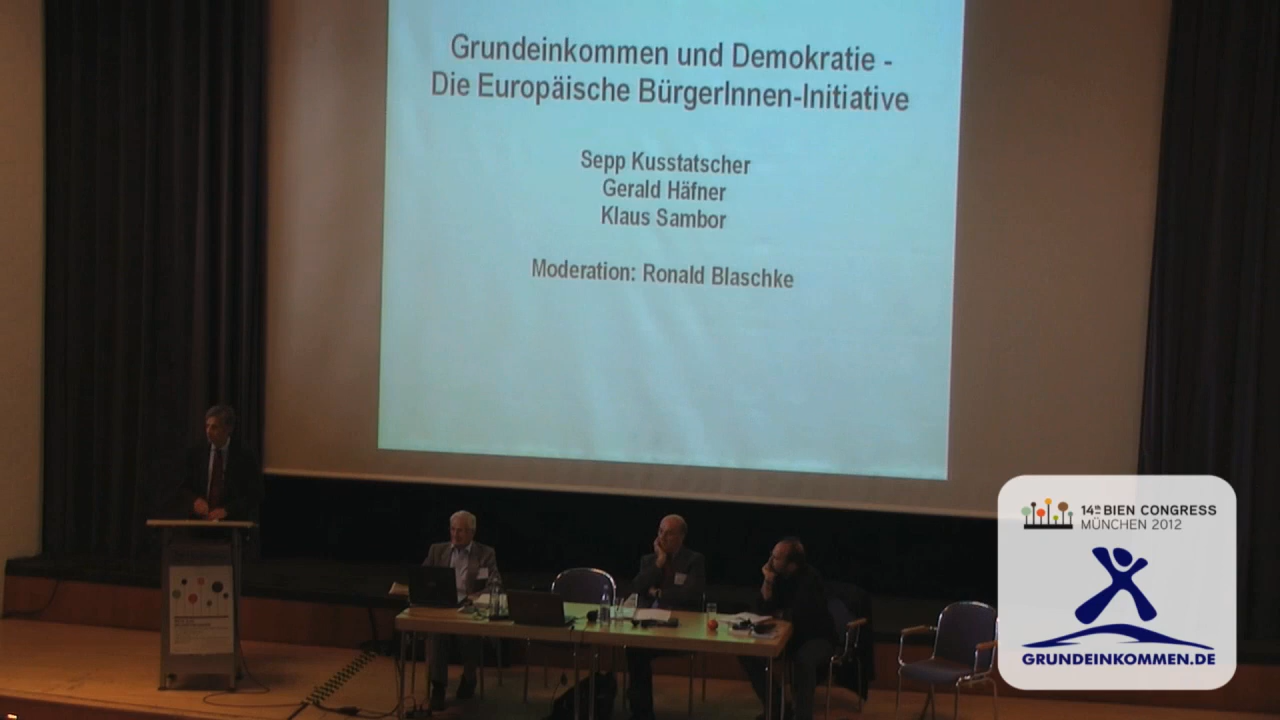 Grundeinkommen und Demokratie -
Die Europäische BürgerInnen-Initiative
Sepp Kusstatscher
Gerald Häfner
Klaus Sambor
Moderation: Ronald Blaschke
14th BIEN CONGRESS
MÜNCHEN 2012
GRUNDEINKOMMEN.DE